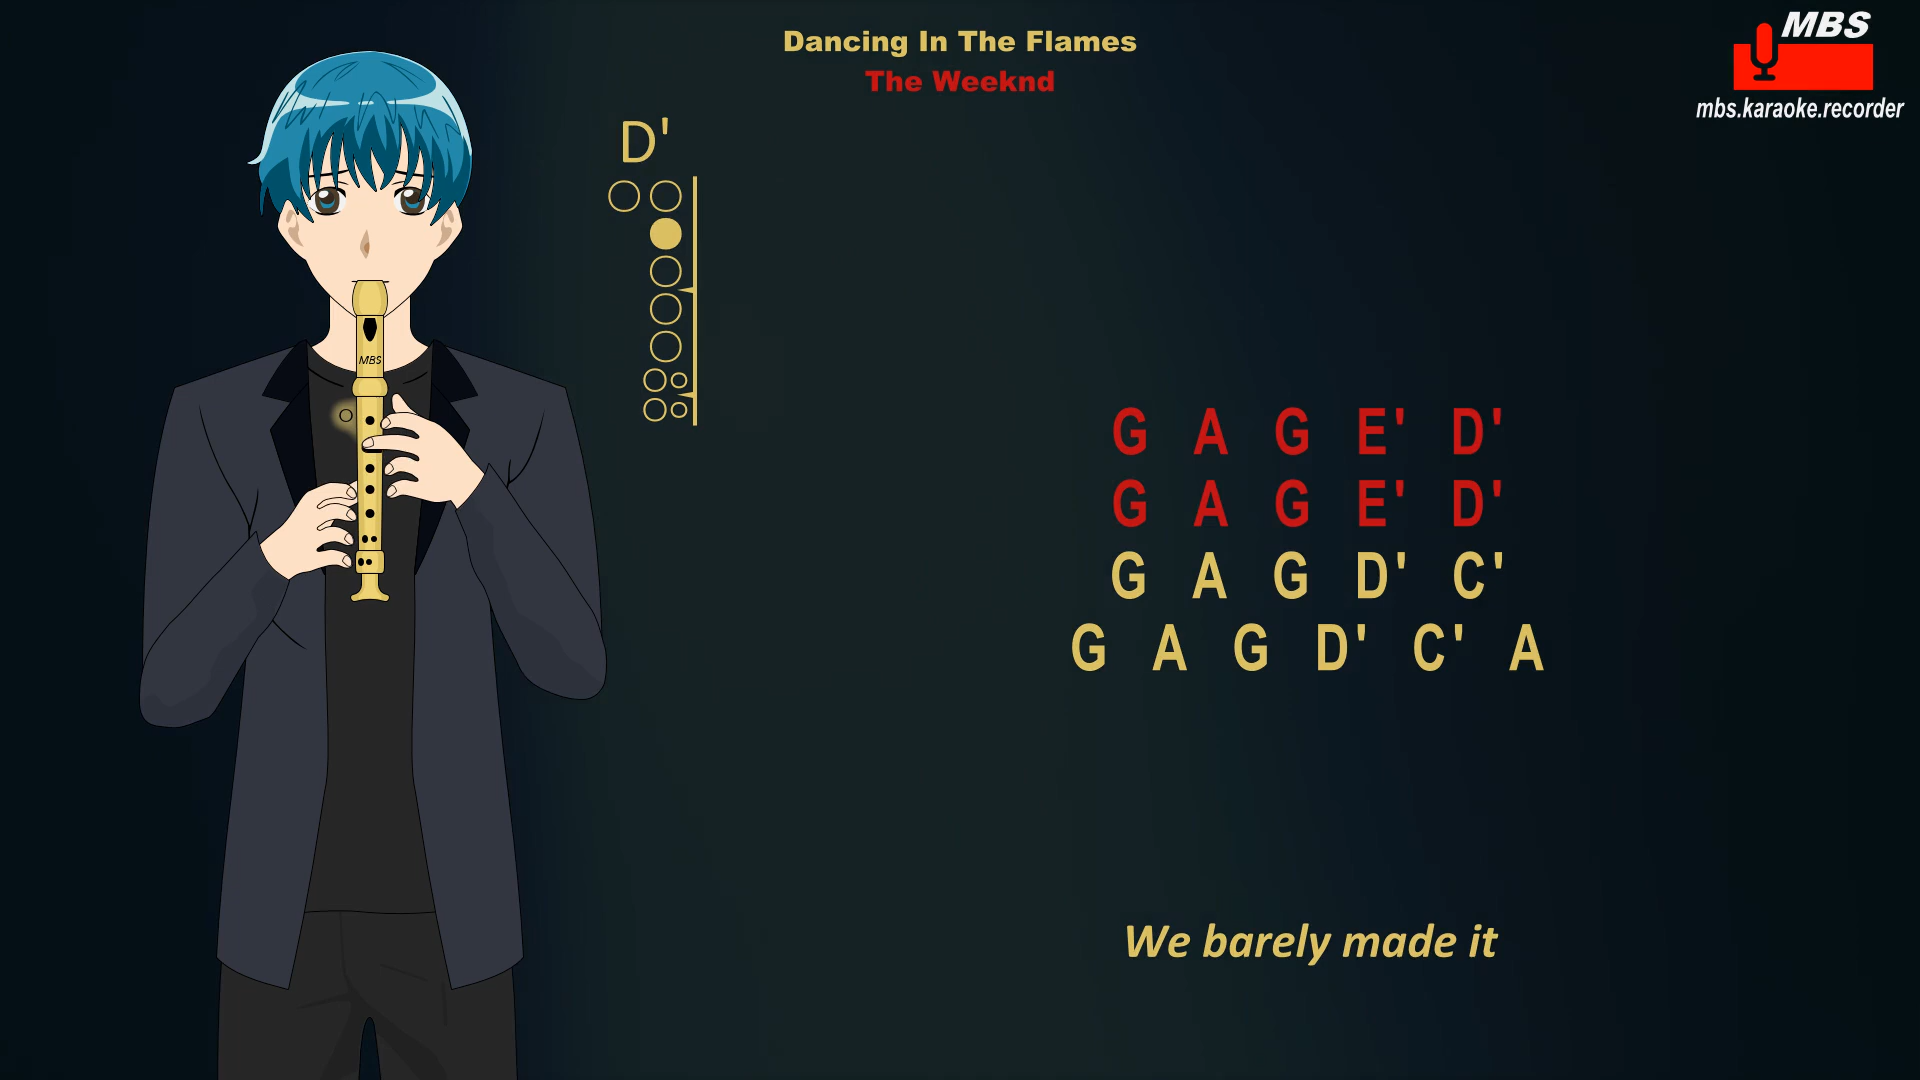 Dancing In The Flames
The Weeknd
MBS
mbs.karaoke.recorder
D'
MBS
G A G E' D'
G A G E' D'
G A G D' C'
G A G D' C' A
We barely made it